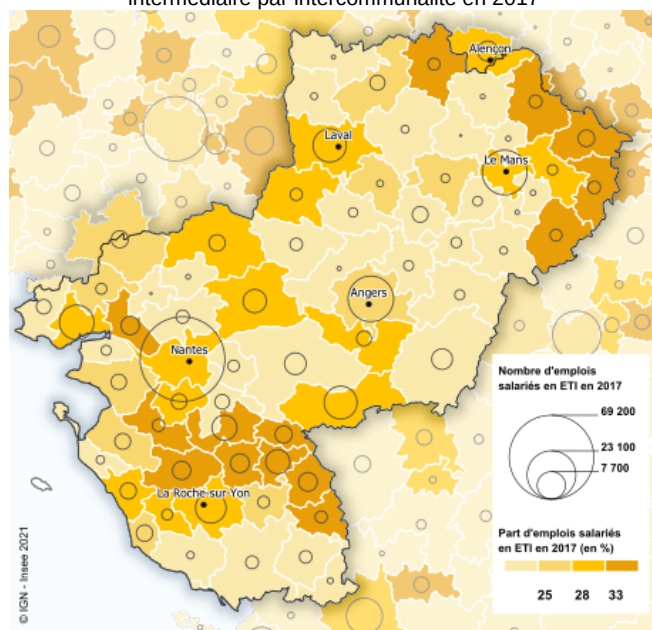 intermédiaire par intercommunalité en 2017
Alençon
Laval
Le Mans
Angers
Nantes
La Roche-sur-Yon
Nombre d'emplois
salariés en ETI en 2017
69 200
23 100
7 700
Part d'emplois salariés
en ETI en 2017 (en %)
25 28 33
© IGN - Insee 2021